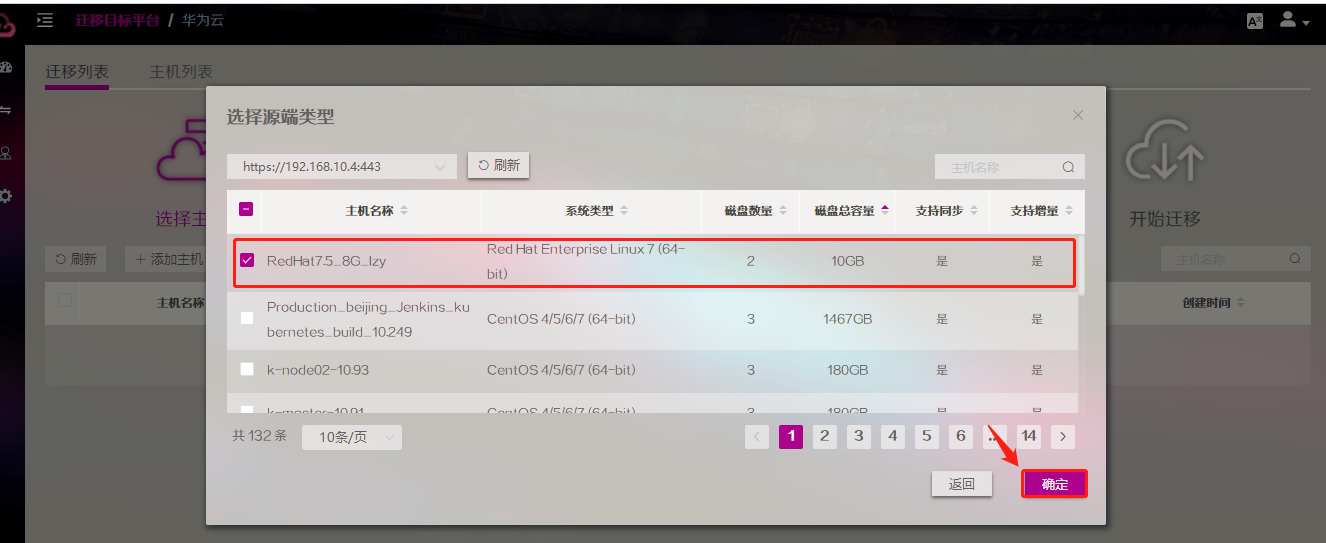 迁移目标平台 / 华为云
迁移列表 主机列表
选择源端类型
https://192.168.10.4:443 刷新 主机名称
主机名称 系统类型 磁盘数量 磁盘总容量 支持同步 支持增量
RedHat7.5_8G_lzy Red Hat Enterprise Linux 7 (64-
bit) 2 10GB 是 是
Production_beijing_Jenkins_ku
bernetes_build_10.249 CentOS 4/5/6/7 (64-bit) 3 1467GB 是 是
k-node02-10.93 CentOS 4/5/6/7 (64-bit) 3 180GB 是 是
k-master-10.91 CentOS 4/5/6/7 (64-bit) 3 180GB 是 是
共 132 条 10条/页 1 2 3 4 5 6 ... 14
返回 确定
选择主
刷新 添加主机
主机名称
开始迁移
主机名称
创建时间